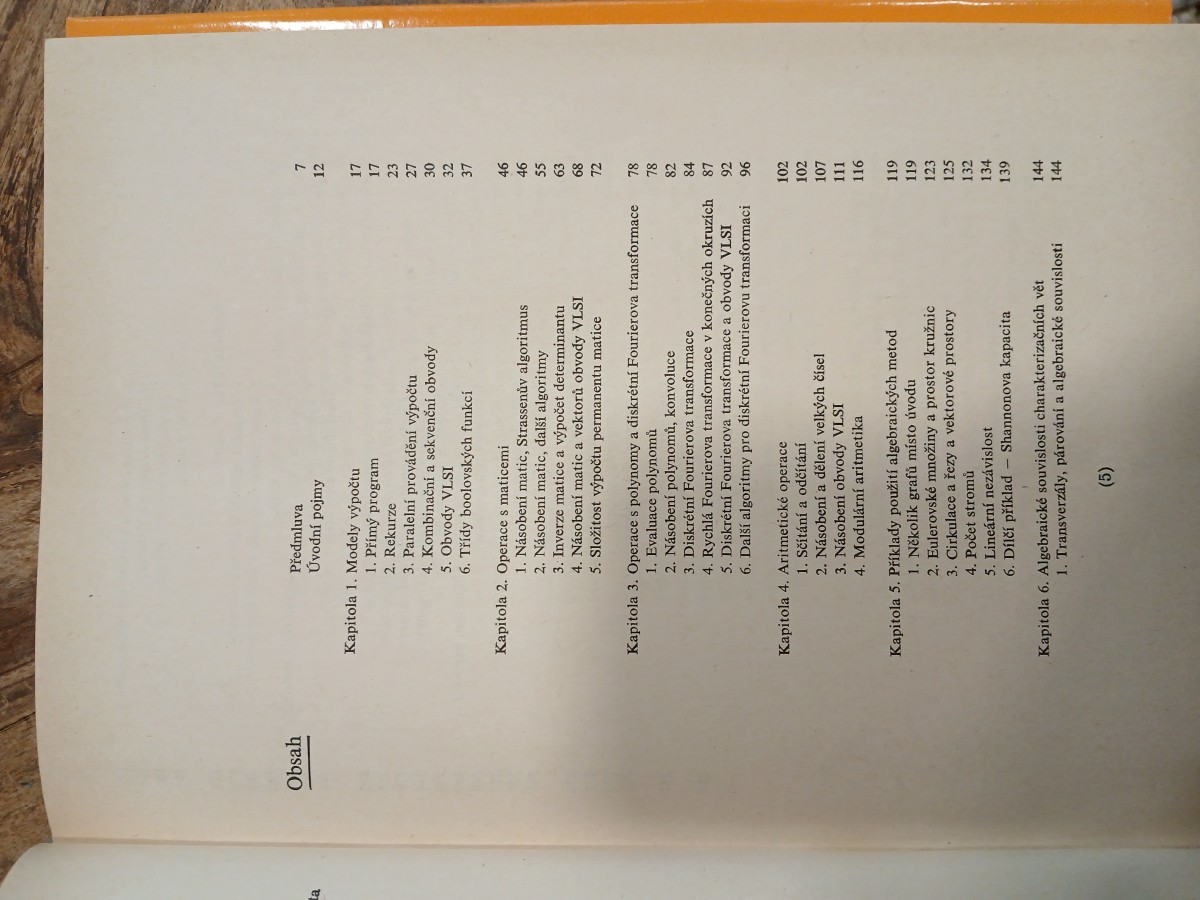 Obsah
Předmluva 7
Úvodní pojmy 12
Kapitola 1. Modely výpočtu 17
1. Přímý program 17
2. Rekurze 23
3. Paralelní provádění výpočtu 27
4. Kombinační a sekvenční obvody 30
5. Obvody VLSI 32
6. Třídy boolovských funkcí 37
Kapitola 2. Operace s maticemi 46
1. Násobení matic, Strassenův algoritmus 46
2. Násobení matic, další algoritmy 55
3. Inverze matice a výpočet determinantu 63
4. Násobení matic a vektorů obvody VLSI 68
5. Složitost výpočtu permanentu matice 72
Kapitola 3. Operace s polynomy a diskrétní Fourierova transformace 78
1. Evaluace polynomů 78
2. Násobení polynomů, konvoluce 82
3. Diskrétní Fourierova transformace 84
4. Rychlá Fourierova transformace v konečných okruzích 87
5. Diskrétní Fourierova transformace a obvody VLSI 92
6. Další algoritmy pro diskrétní Fourierovu transformaci 96
Kapitola 4. Aritmetické operace 102
1. Sčítání a odčítání 102
2. Násobení a dělení velkých čísel 107
3. Násobení obvody VLSI 111
4. Modulární aritmetika 116
Kapitola 5. Příklady použití algebraických metod 119
1. Několik grafů místo úvodu 119
2. Eulerovské množiny a prostor kružnic 123
3. Cirkulace a řezy a vektorové prostory 125
4. Počet stromů 132
5. Lineární nezávislost 134
6. Dílčí příklad – Shannonova kapacita 139
Kapitola 6. Algebraické souvislosti charakterizačních vět 144
1. Transverzály, párování a algebraické souvislosti 144
(5)
ta